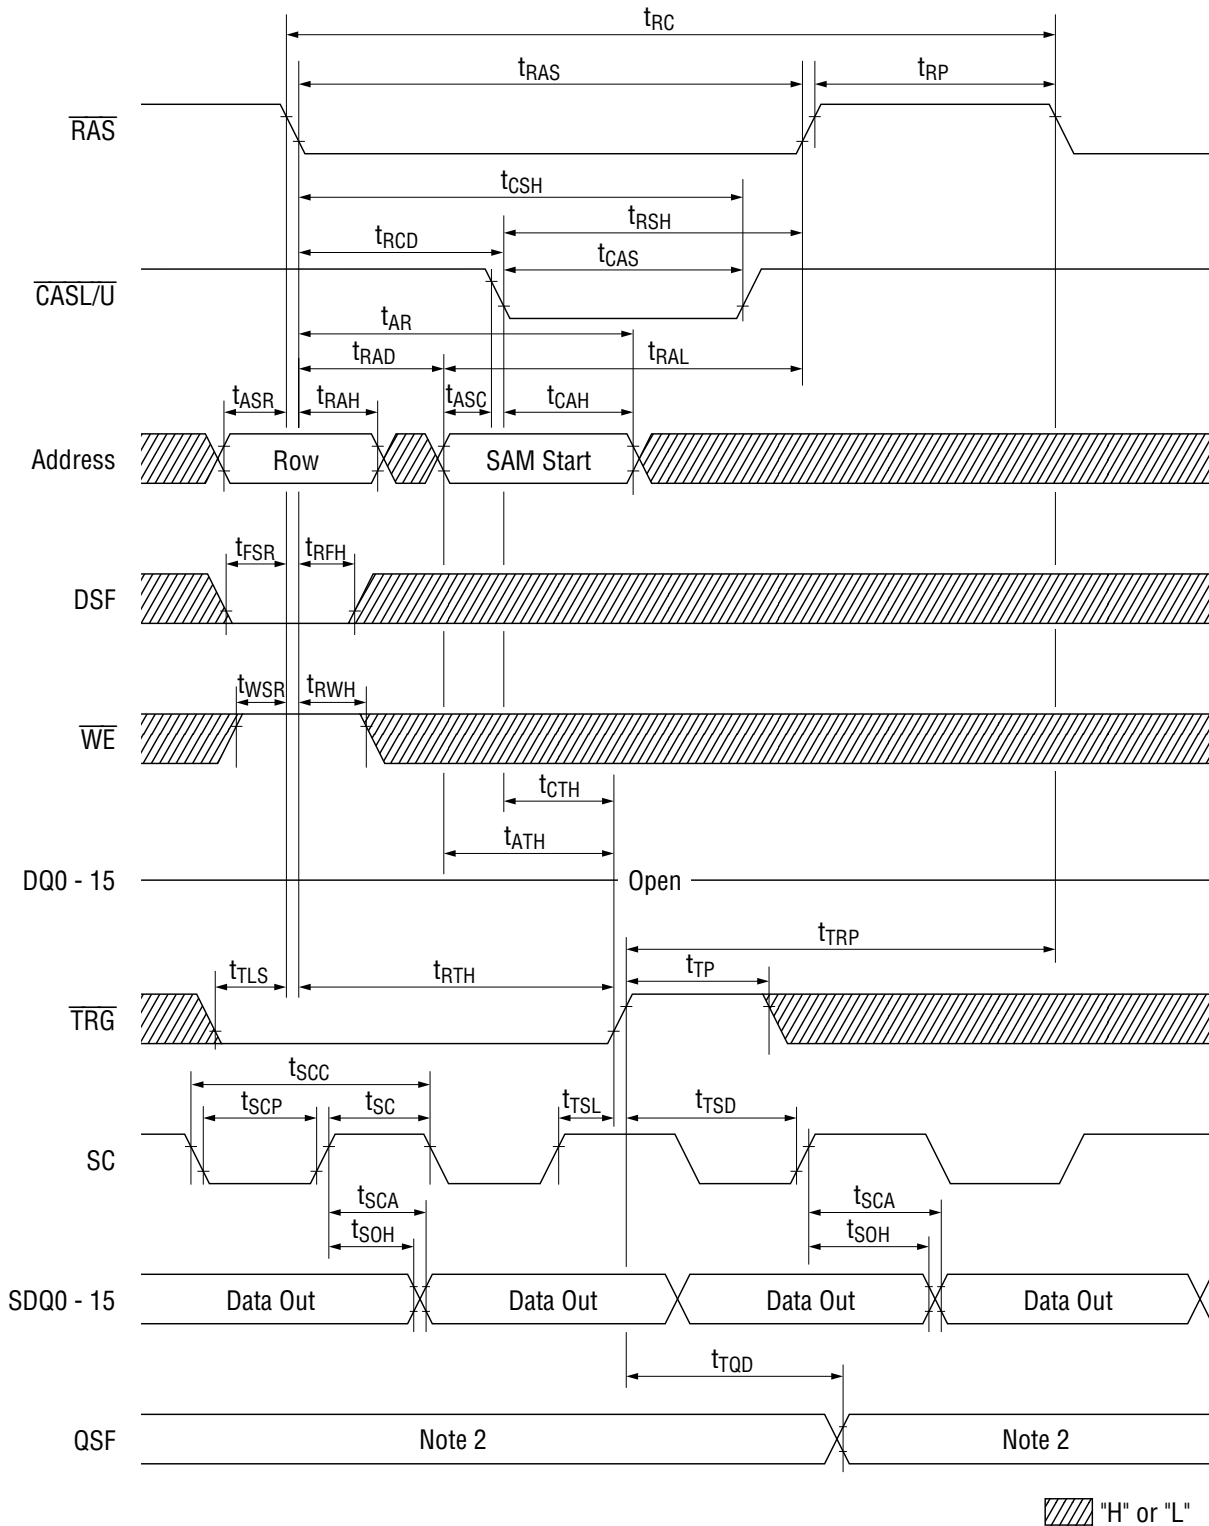 tRC
tRAS tRP
RAS
tCSH
tRSH
tRCD
tCAS
CASL/U
tAR
tRAD tRAL
tASR tRAH tASC tCAH
Address Row SAM Start
tFSR tRFH
DSF
tWSR tRWH
WE
tCTH
tATH
DQ0 - 15 Open
tTRP
tTLS tRTH tTP
TRG
tSCC
tSCP tSC tTSL tTSD
SC
tSCA tSCA
tSOH tSOH
SDQ0 - 15 Data Out Data Out Data Out Data Out
tTQD
QSF Note 2 Note 2
"H" or "L"